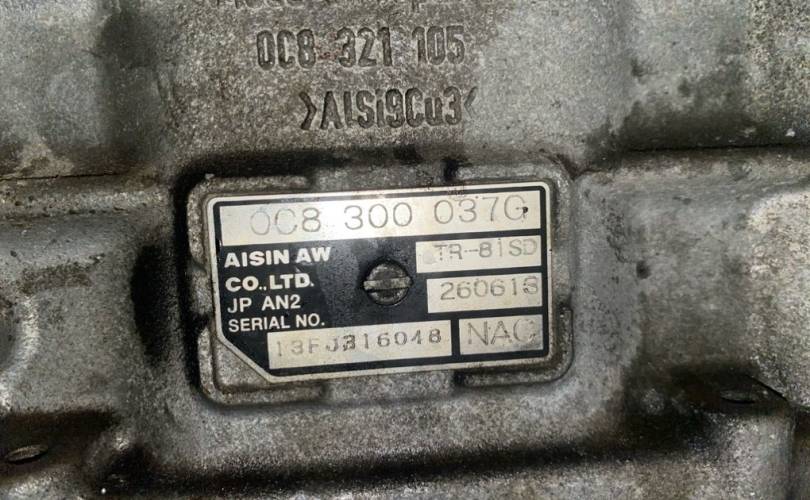 0C8 321 105
>AlSi9Cu3<
0C8 300 037G
AISIN AW
CO.,LTD.
JP AN2
SERIAL NO.
TR-81SD
260613
13FJ316048
NAC